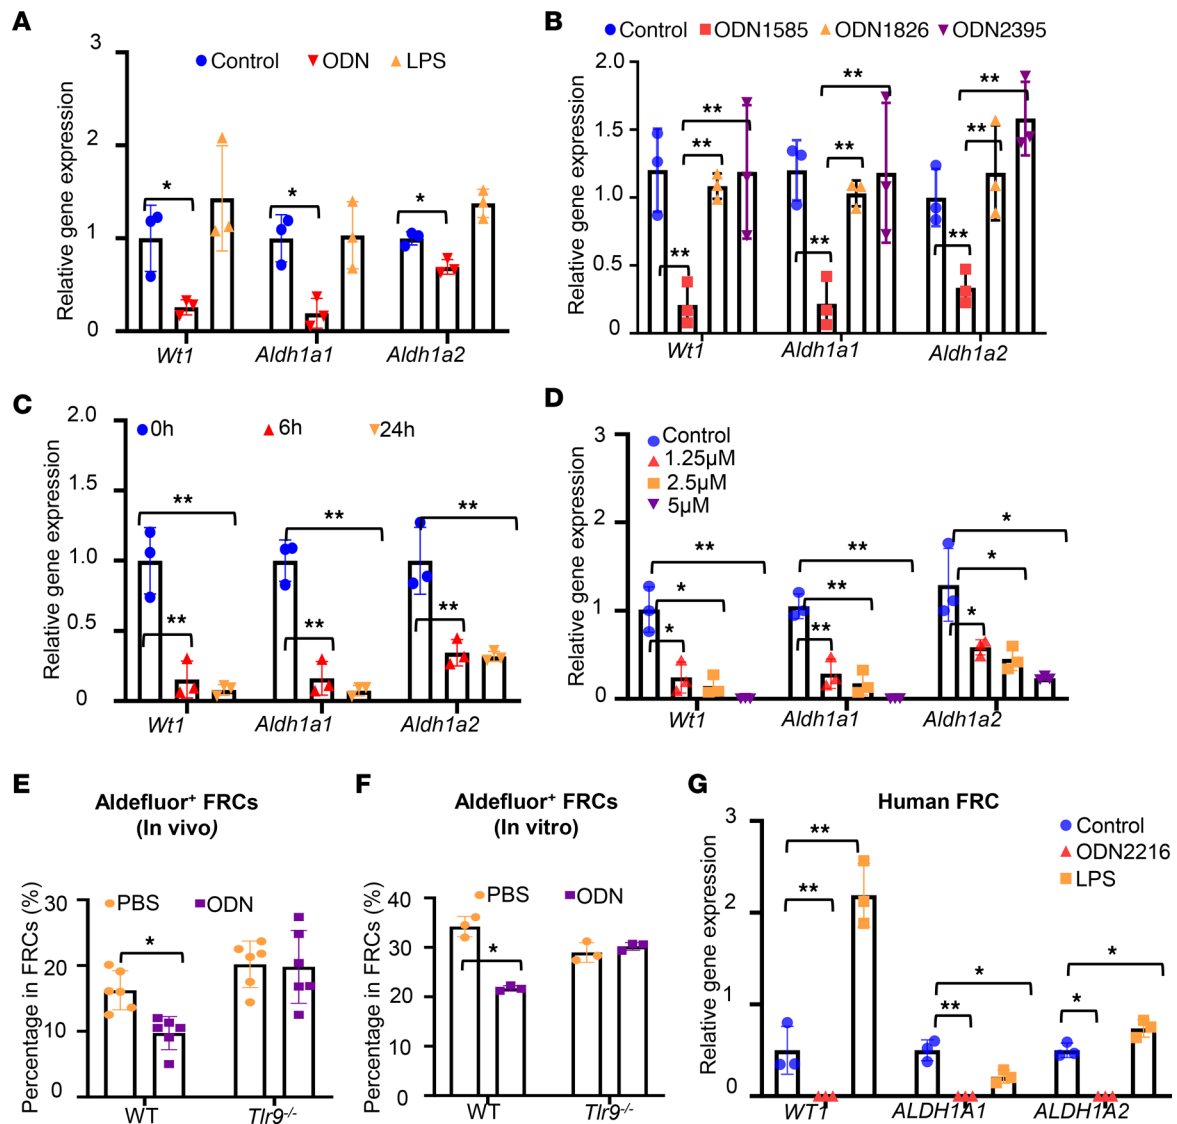 A
3
2
1
0
Relative gene expression
Control
ODN
LPS
*
*
*
Wt1
Aldh1a1
Aldh1a2
B
Control
ODN1585
ODN1826
ODN2395
2.0
1.5
1.0
0.5
0
Relative gene expression
**
**
**
**
**
**
**
**
**
Wt1
Aldh1a1
Aldh1a2
C
2.0
1.5
1.0
0.5
0
Relative gene expression
0h
6h
24h
**
**
**
**
**
**
Wt1
Aldh1a1
Aldh1a2
D
3
2
1
0
Relative gene expression
Control
1.25µM
2.5µM
5µM
**
*
*
**
**
**
*
*
*
Wt1
Aldh1a1
Aldh1a2
E
Aldefluor+ FRCs
(In vivo)
30
20
10
0
Percentage in FRCs (%)
PBS
ODN
*
WT
Tlr9-/-
F
Aldefluor+ FRCs
(In vitro)
40
30
20
10
0
Percentage in FRCs (%)
PBS
ODN
*
WT
Tlr9-/-
G
Human FRC
3
2
1
0
Relative gene expression
Control
ODN2216
LPS
**
**
*
**
*
*
WT1
ALDH1A1
ALDH1A2